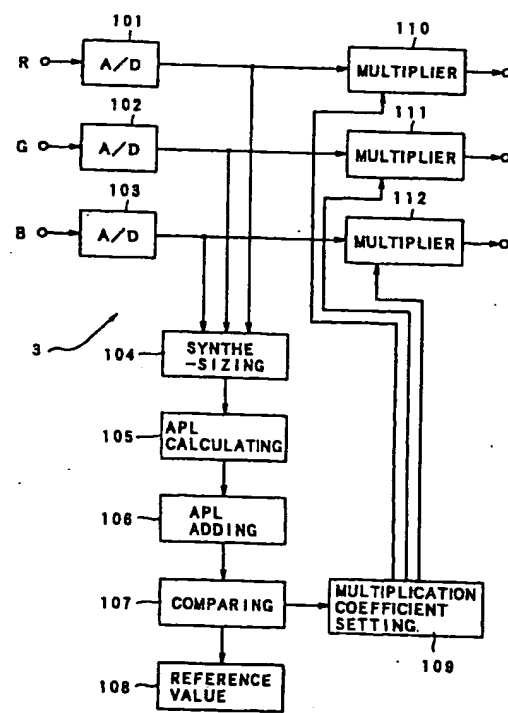 101
110
R
A/D
MULTIPLIER
102
111
G
A/D
MULTIPLIER
103
112
B
A/D
MULTIPLIER
3
104
SYNTHE
-SIZING
105
APL
CALCULATING
106
APL
ADDING
107
COMPARING
MULTIPLICATION
COEFFICIENT
SETTING.
109
108
REFERENCE
VALUE